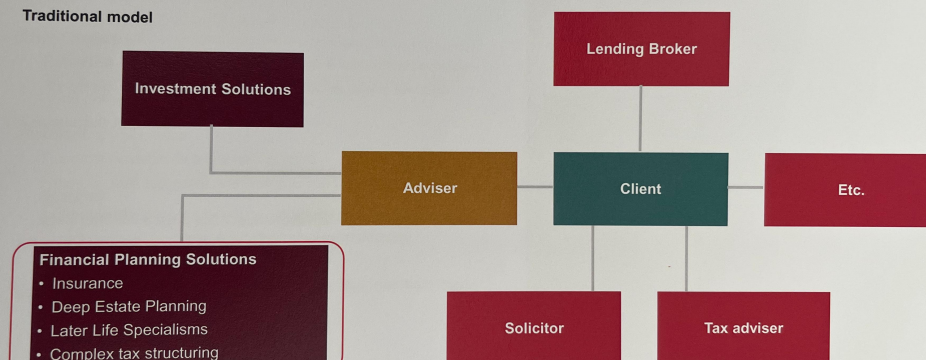 Traditional model
Lending Broker
Investment Solutions
Adviser
Client
Etc.
Financial Planning Solutions
• Insurance
• Deep Estate Planning
• Later Life Specialisms
• Complex tax structuring
Solicitor
Tax adviser